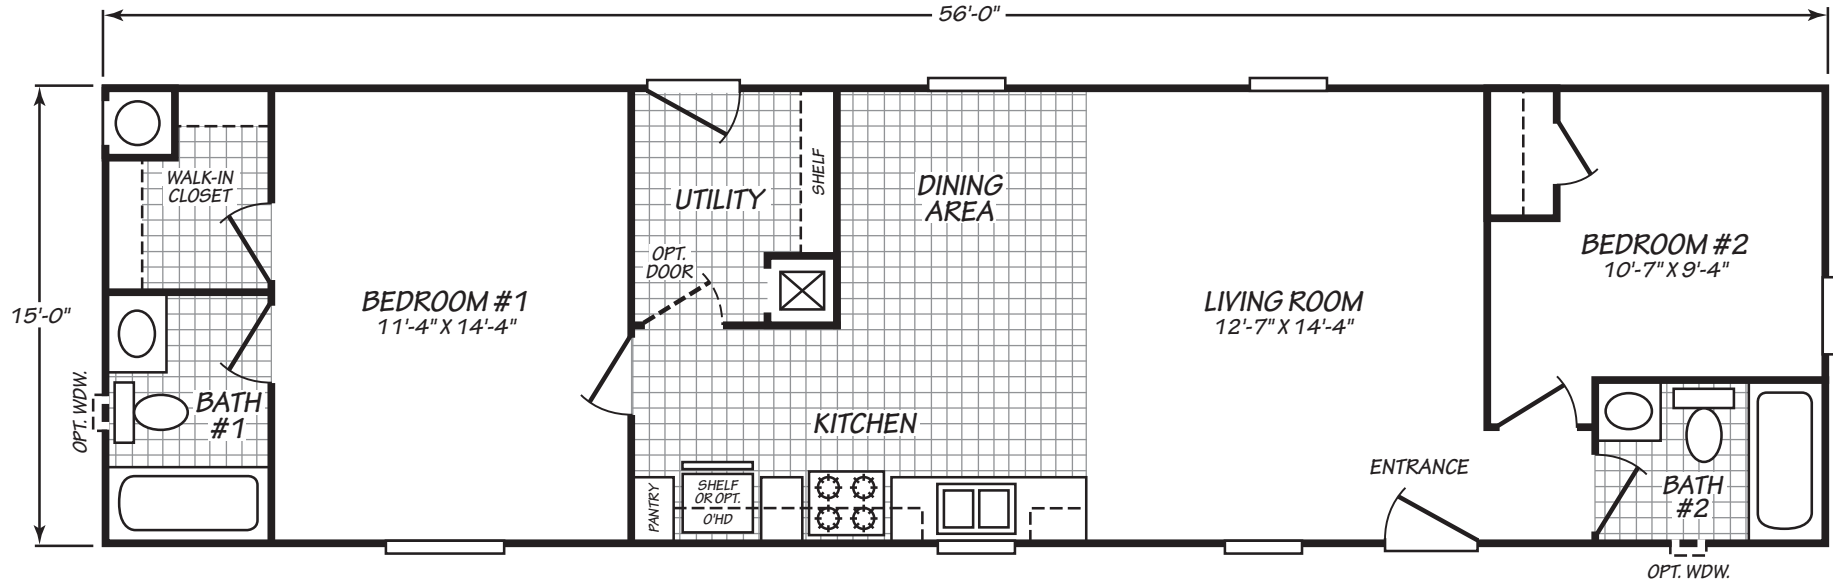 56'-0"
15'-0"
WALK-IN
CLOSET
OPT. WDW.
BATH
#1
BEDROOM #1
11'-4" X 14'-4"
UTILITY
SHELF
OPT.
DOOR
DINING
AREA
KITCHEN
PANTRY
SHELF
OR OPT.
O'HD
LIVING ROOM
12'-7" X 14'-4"
ENTRANCE
BEDROOM #2
10'-7" X 9'-4"
BATH
#2
OPT. WDW.